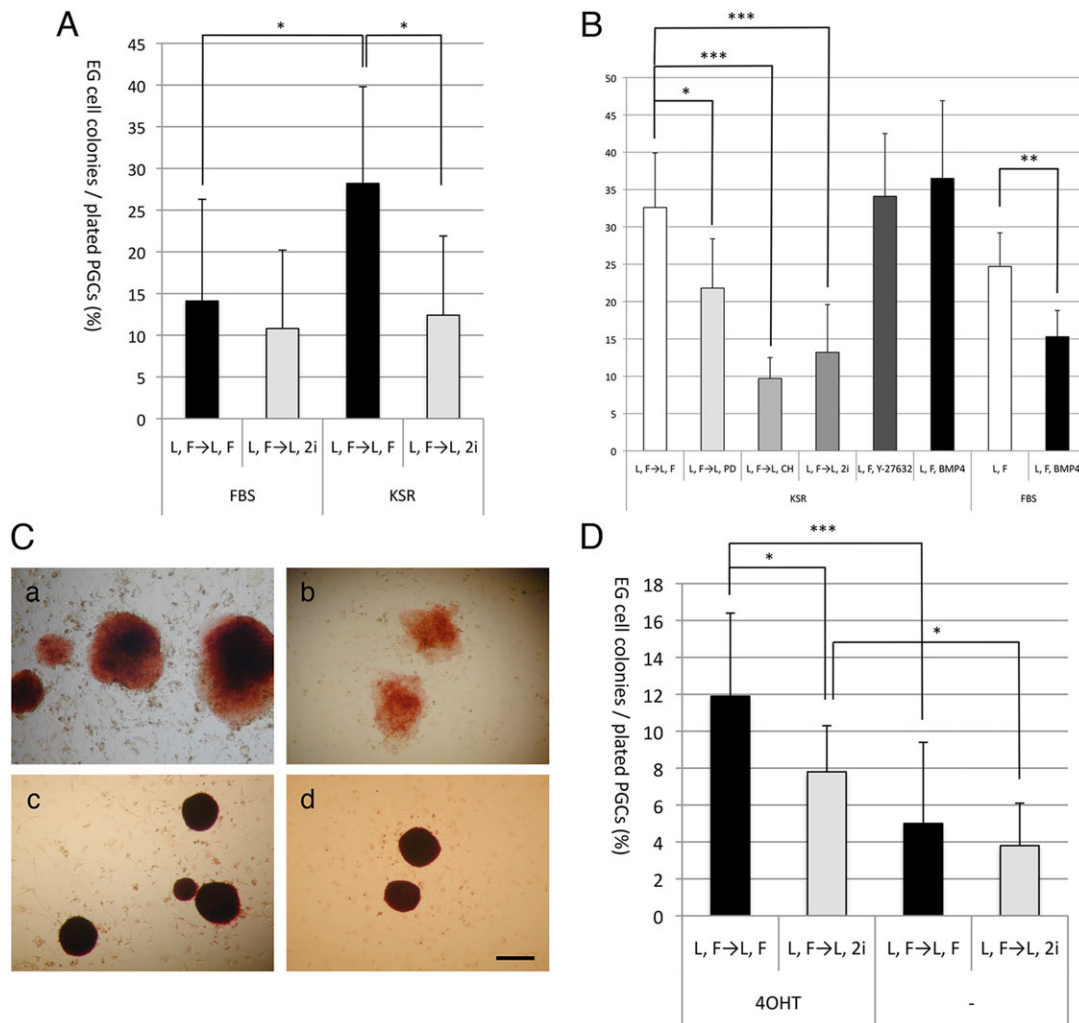 A
*
*
EG cell colonies / plated PGCs (%)
45
40
35
30
25
20
15
10
5
0
L, F→L, F
L, F→L, 2i
L, F→L, F
L, F→L, 2i
FBS
KSR
B
***
***
*
**
50
45
40
35
30
25
20
15
10
5
0
L, F→L, F
L, F→L, PD
L, F→L, CH
L, F→L, 2i
L, F, Y-27632
L, F, BMP4
L, F
L, F, BMP4
KSR
FBS
C
a
b
c
d
D
***
*
*
EG cell colonies / plated PGCs (%)
18
16
14
12
10
8
6
4
2
0
L, F→L, F
L, F→L, 2i
L, F→L, F
L, F→L, 2i
4OHT
-